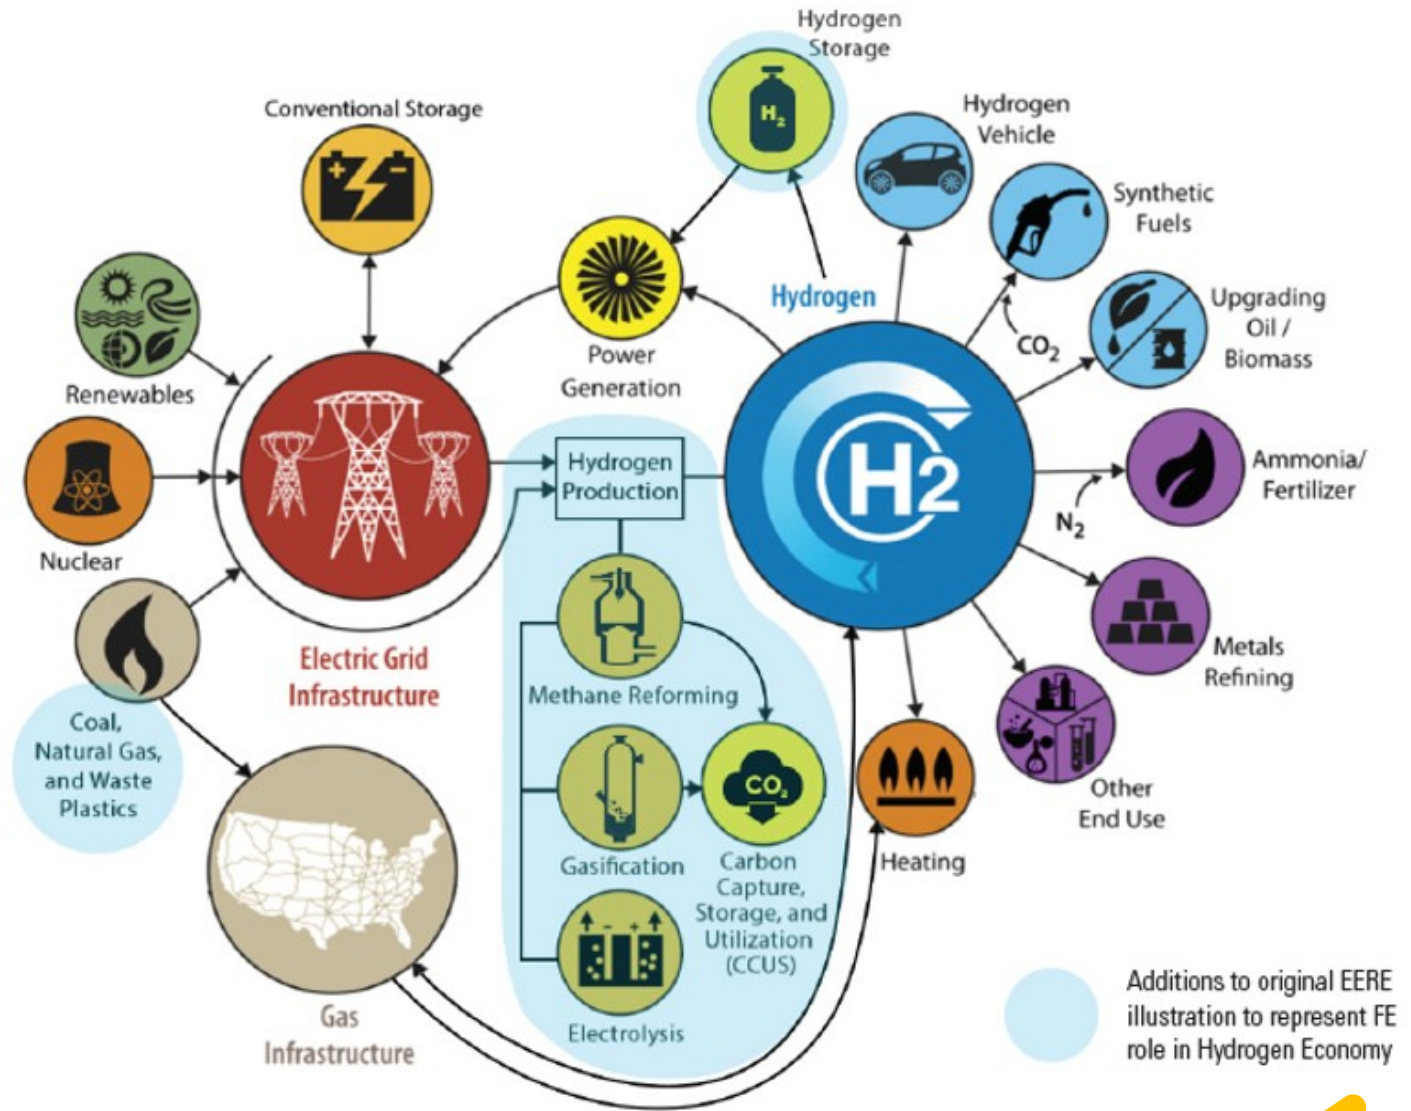 Hydrogen
Storage
H₂
Conventional Storage
+ -
Hydrogen
Vehicle
Synthetic
Fuels
Renewables
Power
Generation
Hydrogen
CO₂
Upgrading
Oil /
Biomass
Nuclear
Hydrogen
Production
H2
N₂
Ammonia/
Fertilizer
Electric Grid
Infrastructure
Methane Reforming
Metals
Refining
Coal,
Natural Gas,
and Waste
Plastics
CO₂
Other
End Use
Gasification
Carbon
Capture,
Storage, and
Utilization
(CCUS)
Heating
- +
Electrolysis
Gas
Infrastructure
Additions to original EERE
illustration to represent FE
role in Hydrogen Economy